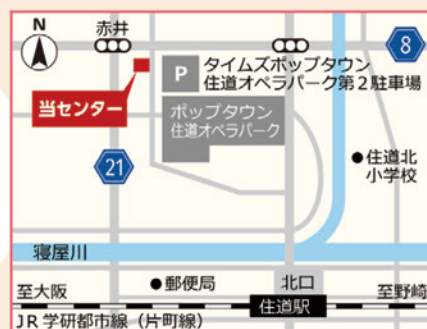 N
赤井
8
P
タイムズポップタウン
住道オペラパーク第2駐車場
当センター
ポップタウン
住道オペラパーク
21
住道北
小学校
寝屋川
郵便局
北口
至大阪
至野崎
住道駅
JR学研都市線（片町線）